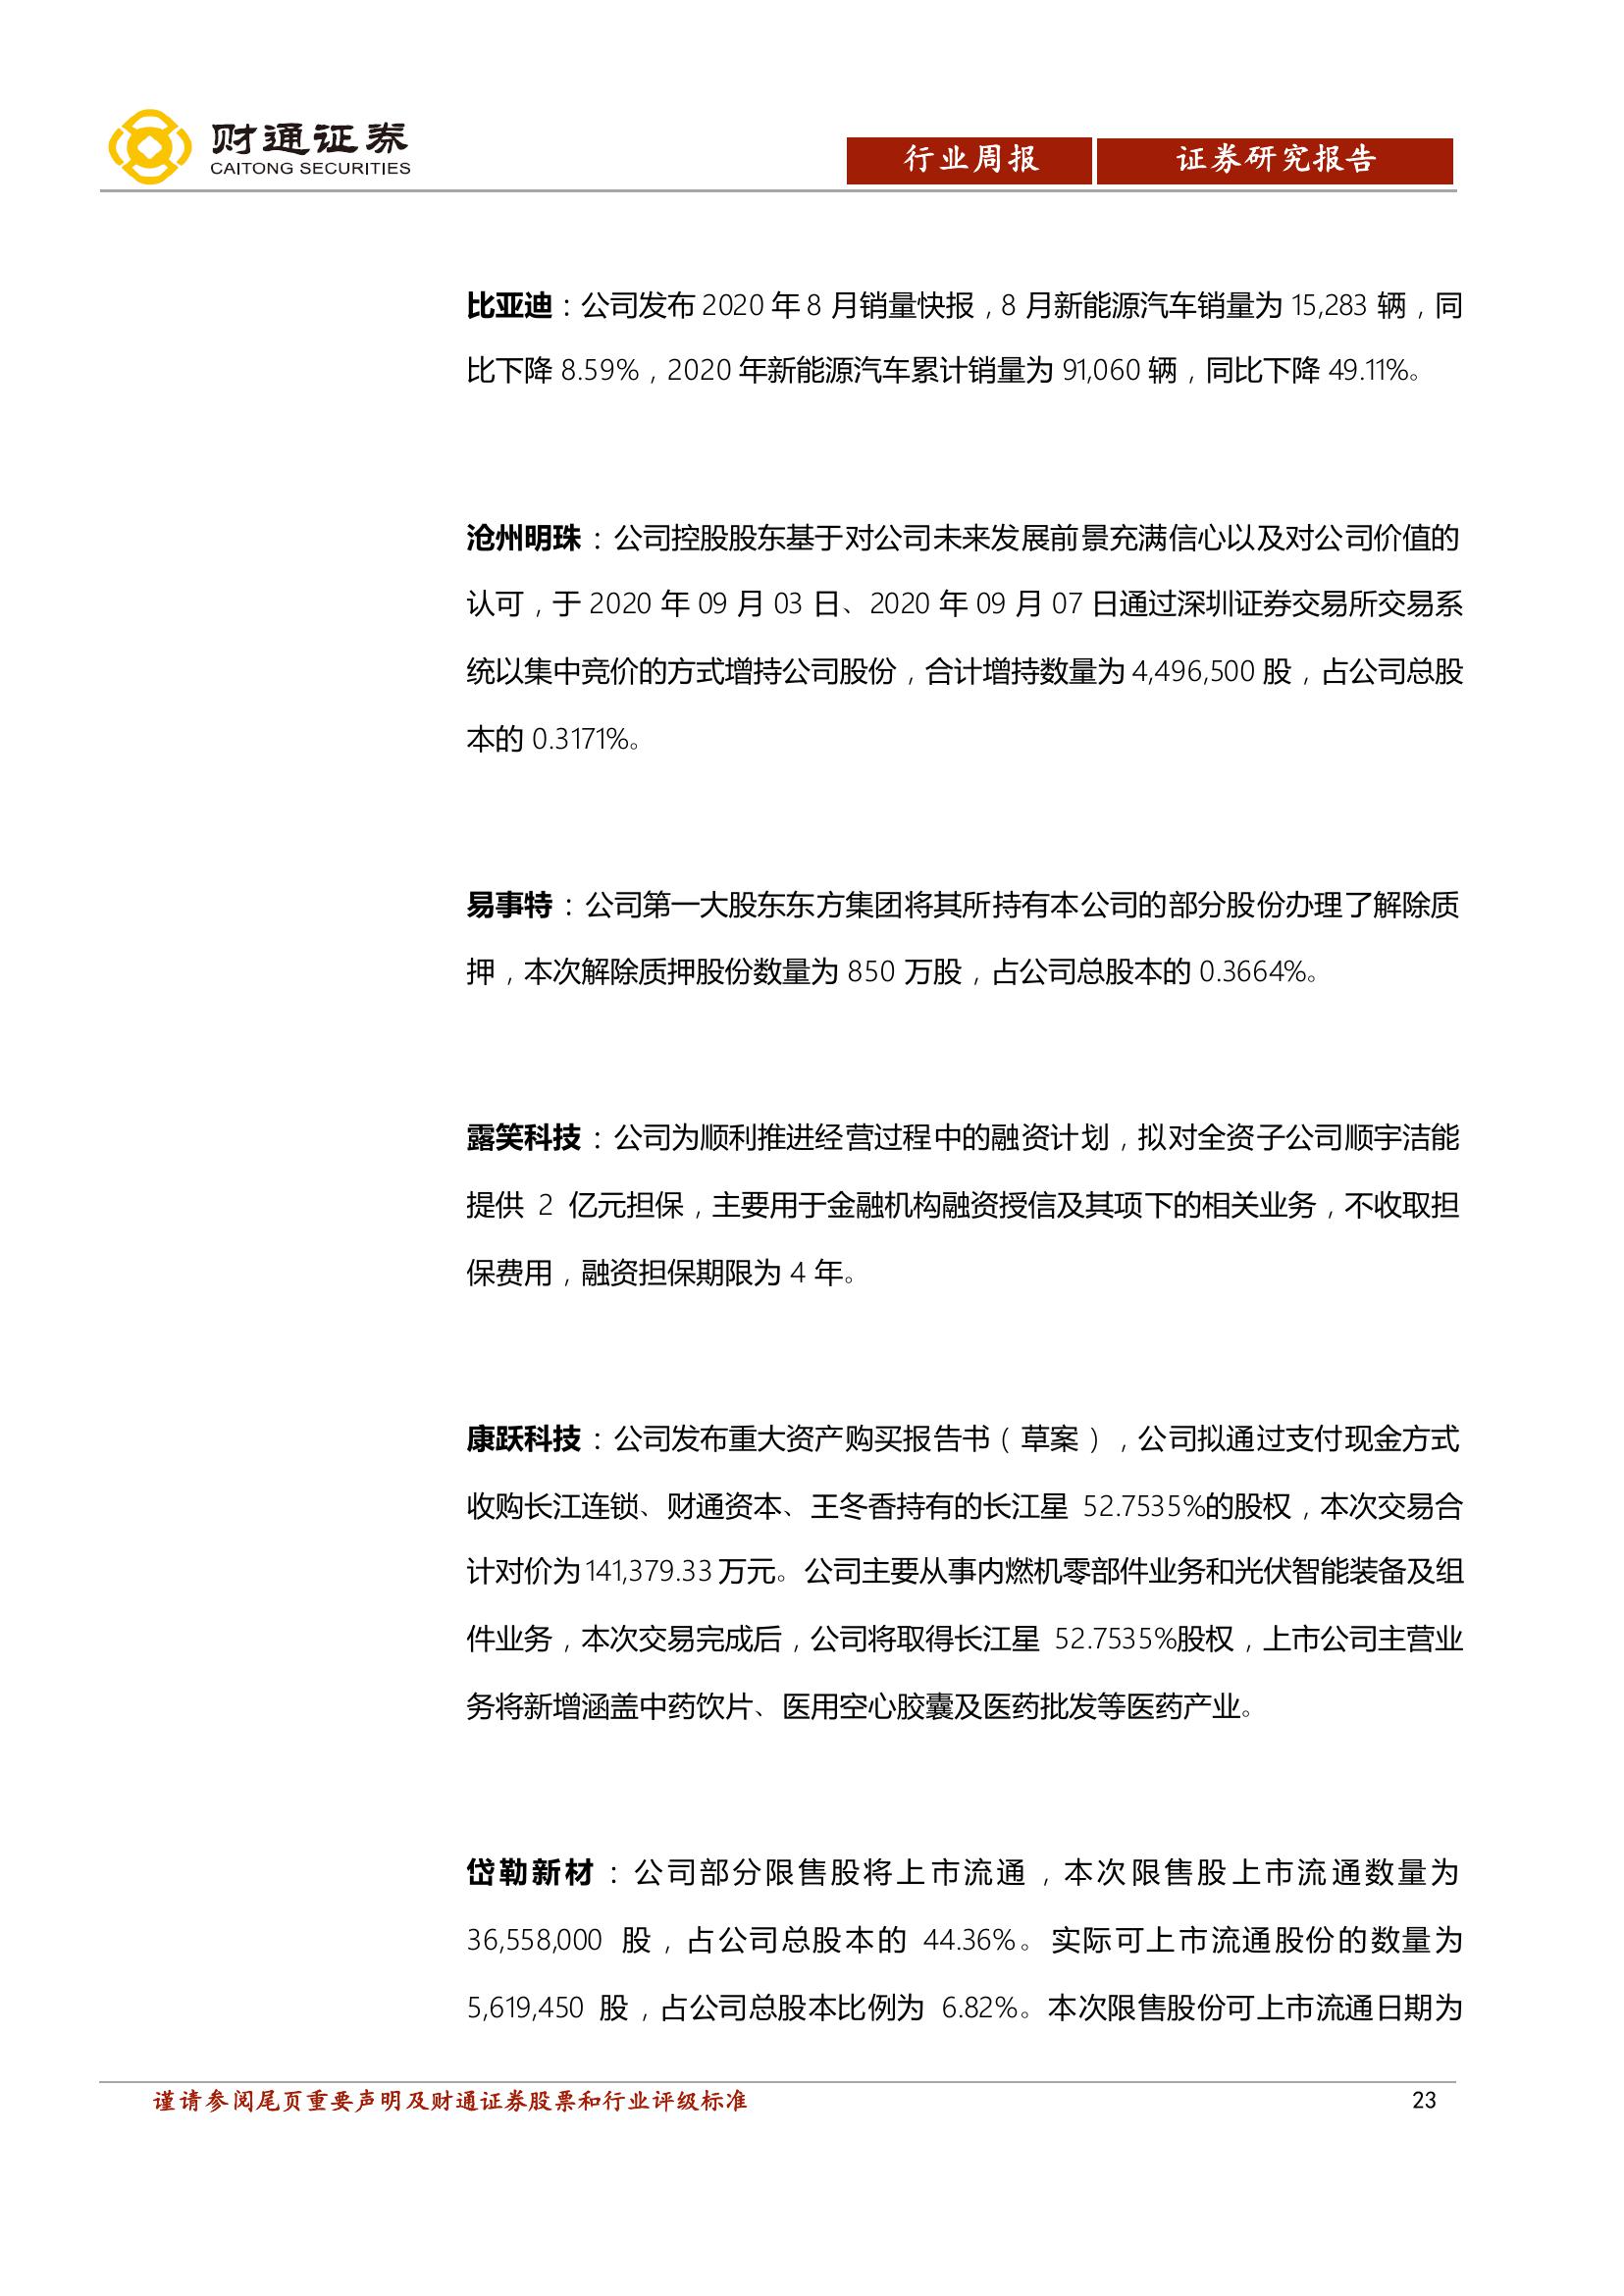 财通证券
CAITONG SECURITIES
行业周报
证券研究报告
比亚迪：公司发布 2020 年 8 月销量快报，8 月新能源汽车销量为 15,283 辆，同
比下降 8.59%，2020 年新能源汽车累计销量为 91,060 辆，同比下降 49.11%。
沧州明珠：公司控股股东基于对公司未来发展前景充满信心以及对公司价值的
认可，于 2020 年 09 月 03 日、2020 年 09 月 07 日通过深圳证券交易所交易系
统以集中竞价的方式增持公司股份，合计增持数量为 4,496,500 股，占公司总股
本的 0.3171%。
易事特：公司第一大股东东方集团将其所持有本公司的部分股份办理了解除质
押，本次解除质押股份数量为 850 万股，占公司总股本的 0.3664%。
露笑科技：公司为顺利推进经营过程中的融资计划，拟对全资子公司顺宇洁能
提供 2 亿元担保，主要用于金融机构融资授信及其项下的相关业务，不收取担
保费用，融资担保期限为 4 年。
康跃科技：公司发布重大资产购买报告书（草案），公司拟通过支付现金方式
收购长江连锁、财通资本、王冬香持有的长江星 52.7535%的股权，本次交易合
计对价为 141,379.33 万元。公司主要从事内燃机零部件业务和光伏智能装备及组
件业务，本次交易完成后，公司将取得长江星 52.7535%股权，上市公司主营业
务将新增涵盖中药饮片、医用空心胶囊及医药批发等医药产业。
岱勒新材：公司部分限售股将上市流通，本次限售股上市流通数量为
36,558,000 股，占公司总股本的 44.36%。实际可上市流通股份的数量为
5,619,450 股，占公司总股本比例为 6.82%。本次限售股份可上市流通日期为
谨请参阅尾页重要声明及财通证券股票和行业评级标准
23